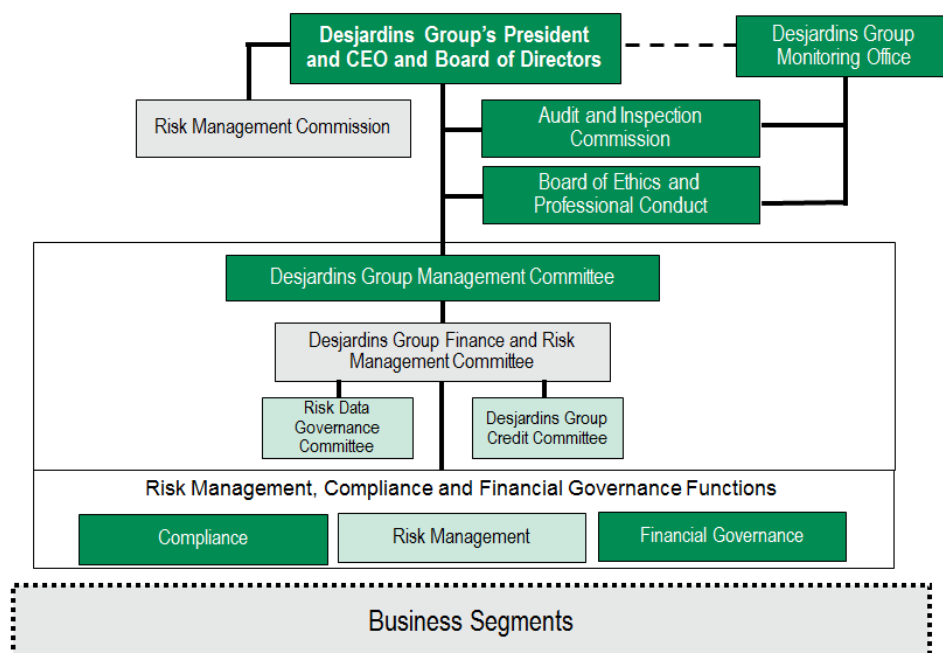 Desjardins Group's President
and CEO and Board of Directors
Desjardins Group
Monitoring Office
Risk Management Commission
Audit and Inspection
Commission
Board of Ethics and
Professional Conduct
Desjardins Group Management Committee
Desjardins Group Finance and Risk
Management Committee
Risk Data
Governance
Committee
Desjardins Group
Credit Committee
Risk Management, Compliance and Financial Governance Functions
Compliance
Risk Management
Financial Governance
Business Segments